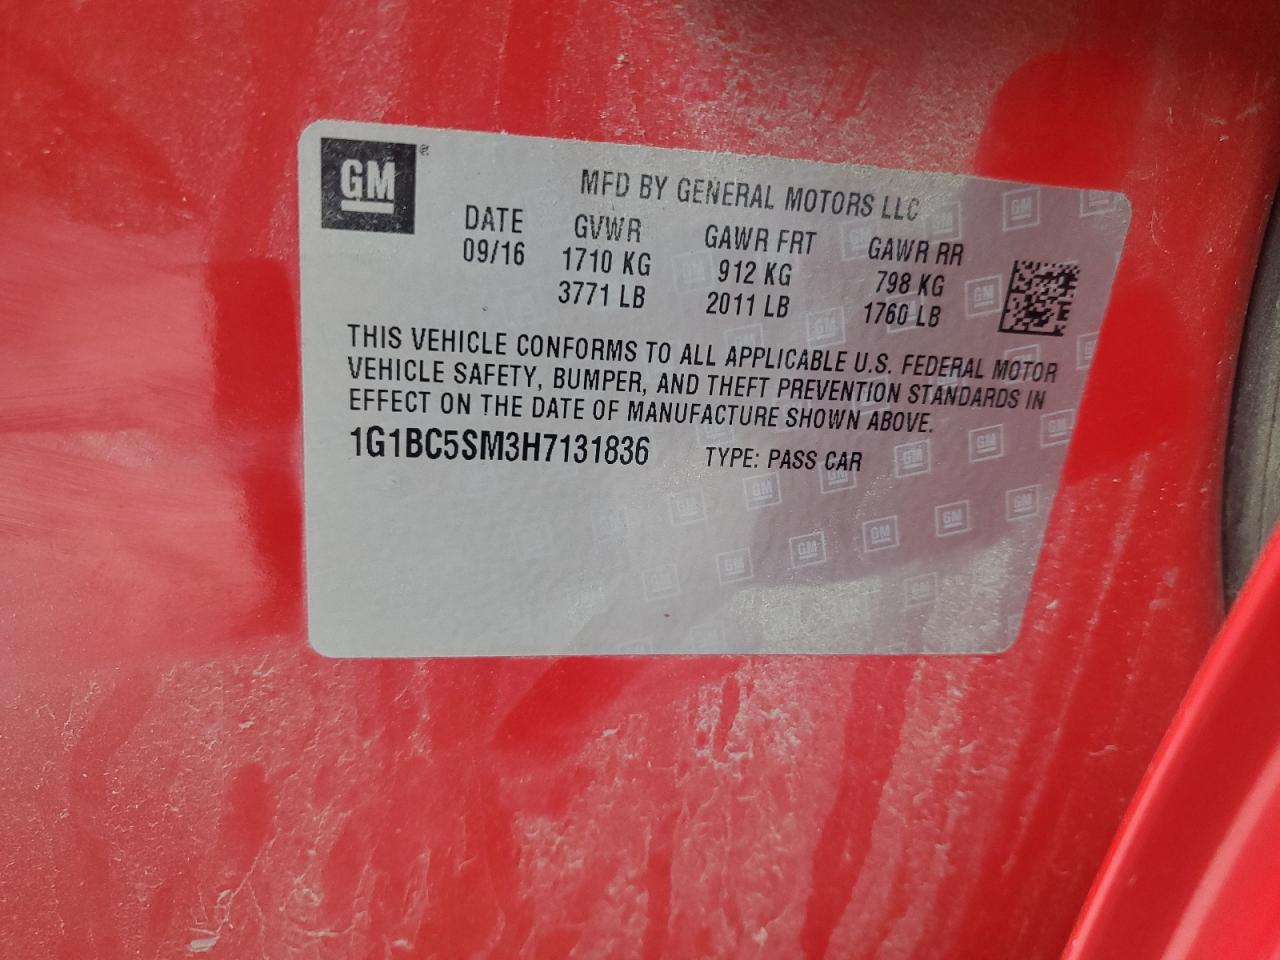 GM®
MFD BY GENERAL MOTORS LLC
DATE GVWR GAWR FRT GAWR RR
09/16 1710 KG 912 KG 798 KG
3771 LB 2011 LB 1760 LB
THIS VEHICLE CONFORMS TO ALL APPLICABLE U.S. FEDERAL MOTOR
VEHICLE SAFETY, BUMPER, AND THEFT PREVENTION STANDARDS IN
EFFECT ON THE DATE OF MANUFACTURE SHOWN ABOVE.
1G1BC5SM3H7131836 TYPE: PASS CAR